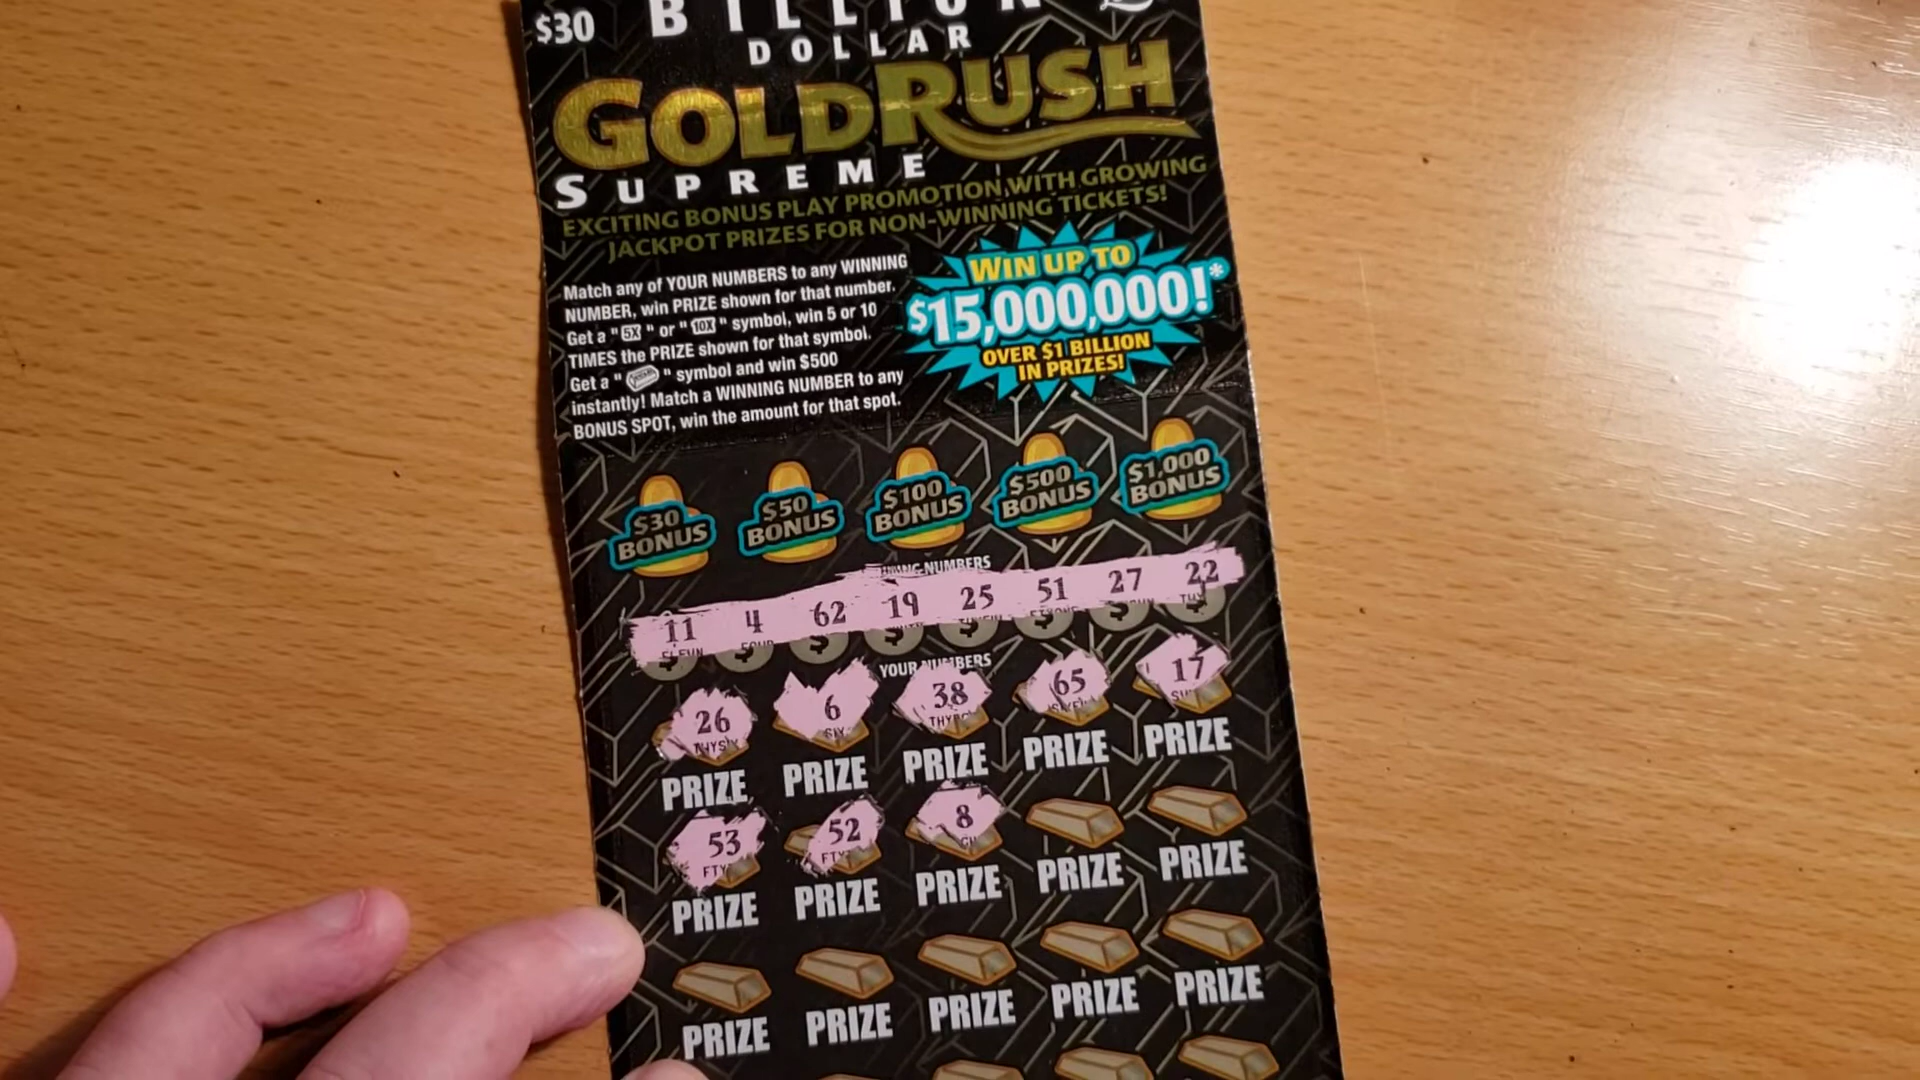 $30
BILLION
DOLLAR
GOLDRUSH
SUPREME
EXCITING BONUS PLAY PROMOTION WITH GROWING
JACKPOT PRIZES FOR NON-WINNING TICKETS!
Match any of YOUR NUMBERS to any WINNING
NUMBER, win PRIZE shown for that number.
Get a "5X" or "10X" symbol, win 5 or 10
TIMES the PRIZE shown for that symbol.
Get a " " symbol and win $500
instantly! Match a WINNING NUMBER to any
BONUS SPOT, win the amount for that spot.
WIN UP TO
$15,000,000!*
OVER $1 BILLION
IN PRIZES!
$30 BONUS
$50 BONUS
$100 BONUS
$500 BONUS
$1,000 BONUS
NUMBERS
11 4 62 19 25 51 27 22
YOUR NUMBERS
26 6 38 65 17
THYSIX SIX
PRIZE PRIZE PRIZE PRIZE PRIZE
53 52 8
PRIZE PRIZE PRIZE PRIZE PRIZE
PRIZE PRIZE PRIZE PRIZE PRIZE